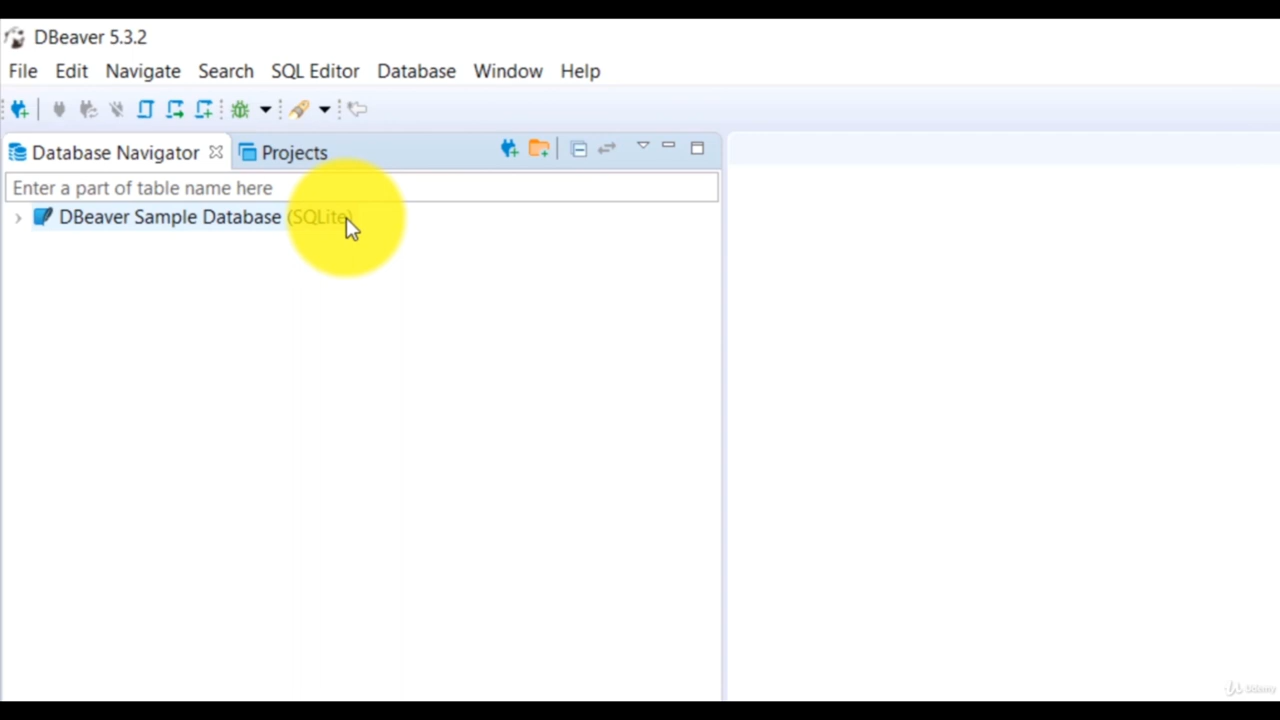 DBeaver 5.3.2
File Edit Navigate Search SQL Editor Database Window Help
Database Navigator Projects
Enter a part of table name here
DBeaver Sample Database (SQLite)
Udemy